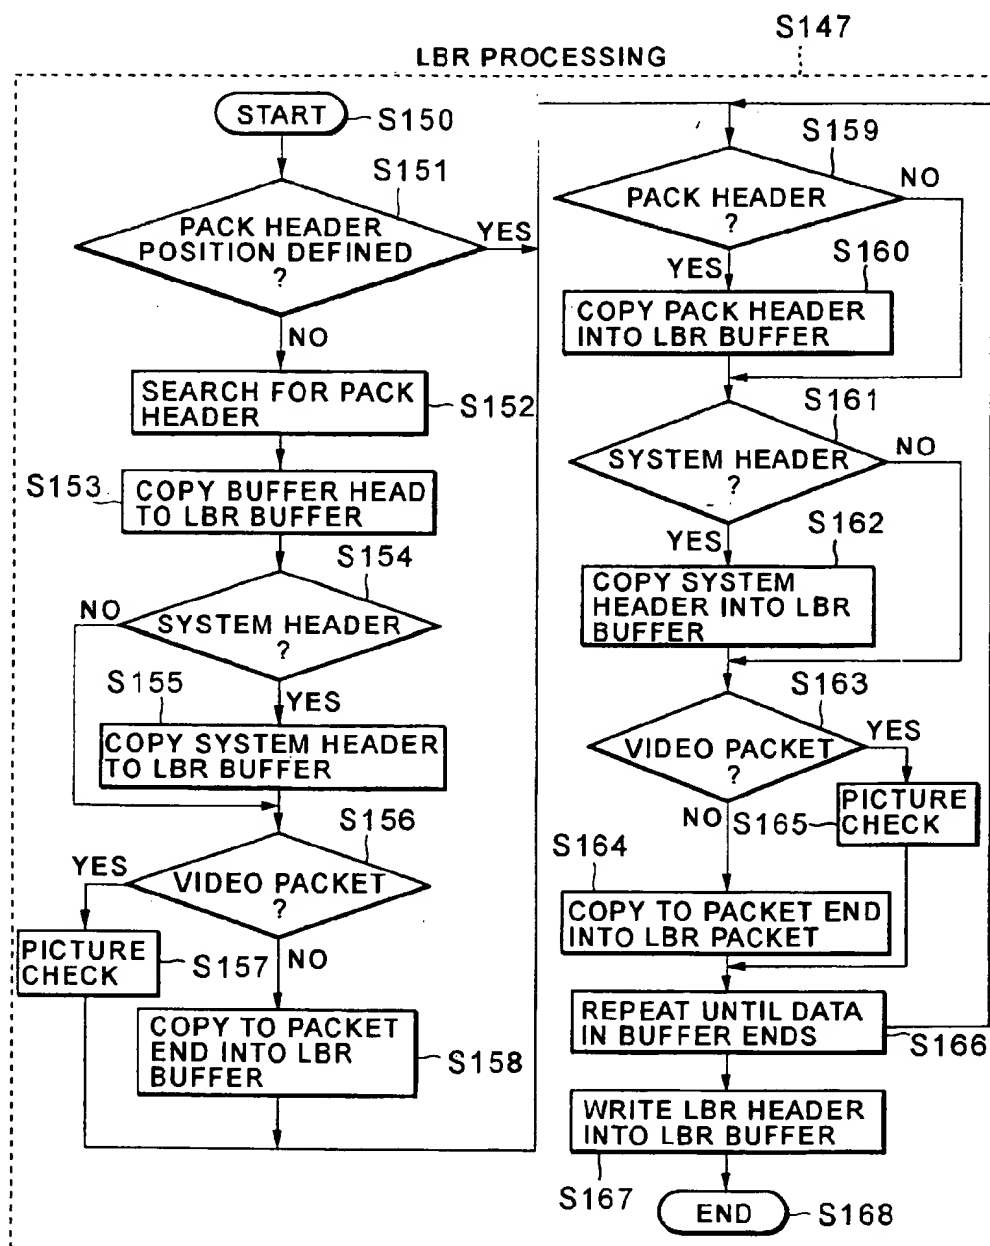 S147
LBR PROCESSING
START
S150
S151
PACK HEADER
POSITION DEFINED
?
YES
NO
SEARCH FOR PACK
HEADER
S152
S153
COPY BUFFER HEAD
TO LBR BUFFER
S154
NO
SYSTEM HEADER
?
S155
YES
COPY SYSTEM HEADER
TO LBR BUFFER
S156
YES
VIDEO PACKET
?
PICTURE
CHECK
S157
NO
COPY TO PACKET
END INTO LBR
BUFFER
S158
S159
PACK HEADER
?
NO
YES
S160
COPY PACK HEADER
INTO LBR BUFFER
S161
SYSTEM HEADER
?
NO
YES
S162
COPY SYSTEM
HEADER INTO LBR
BUFFER
S163
VIDEO PACKET
?
YES
NO
PICTURE
CHECK
S165
S164
COPY TO PACKET END
INTO LBR PACKET
REPEAT UNTIL DATA
IN BUFFER ENDS
S166
WRITE LBR HEADER
INTO LBR BUFFER
S167
END
S168